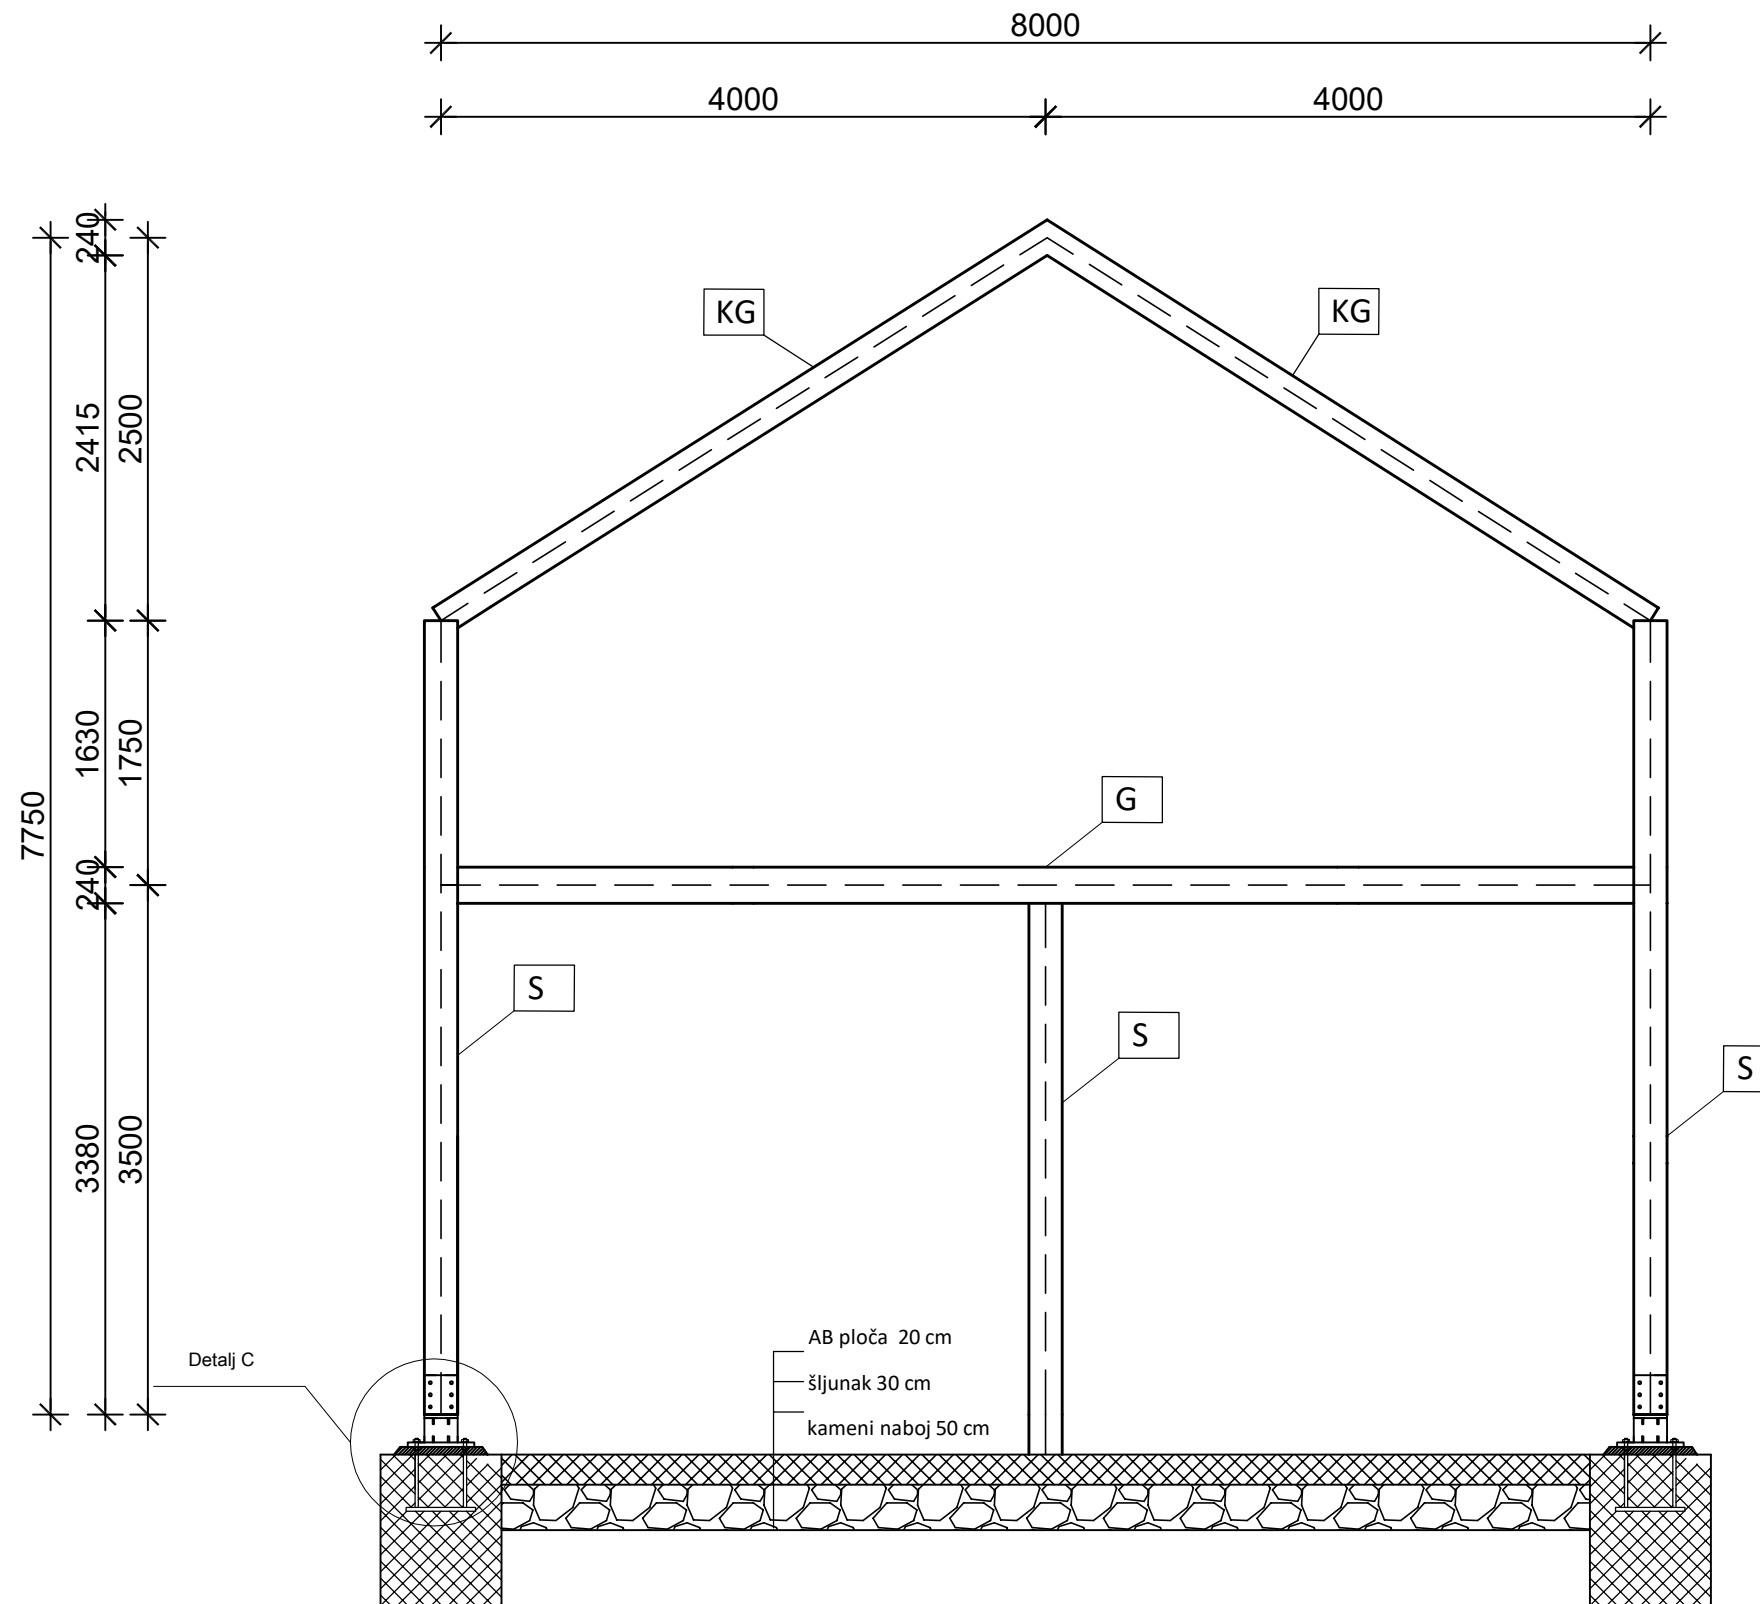 8000
4000
4000
240
2415
2500
KG
KG
1630
1750
7750
G
240
S
S
S
3380
3500
AB ploča 20 cm
Detalj C
šljunak 30 cm
kameni naboj 50 cm